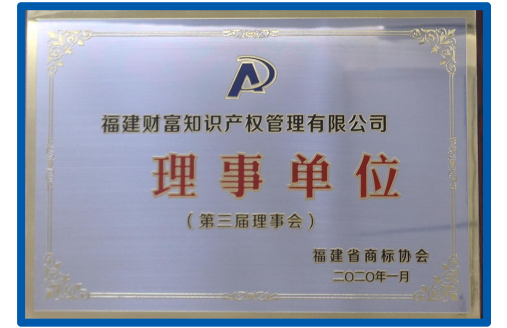 福建财富知识产权管理有限公司
理事单位
（第三届理事会）
福建省商标协会
二〇二〇年一月